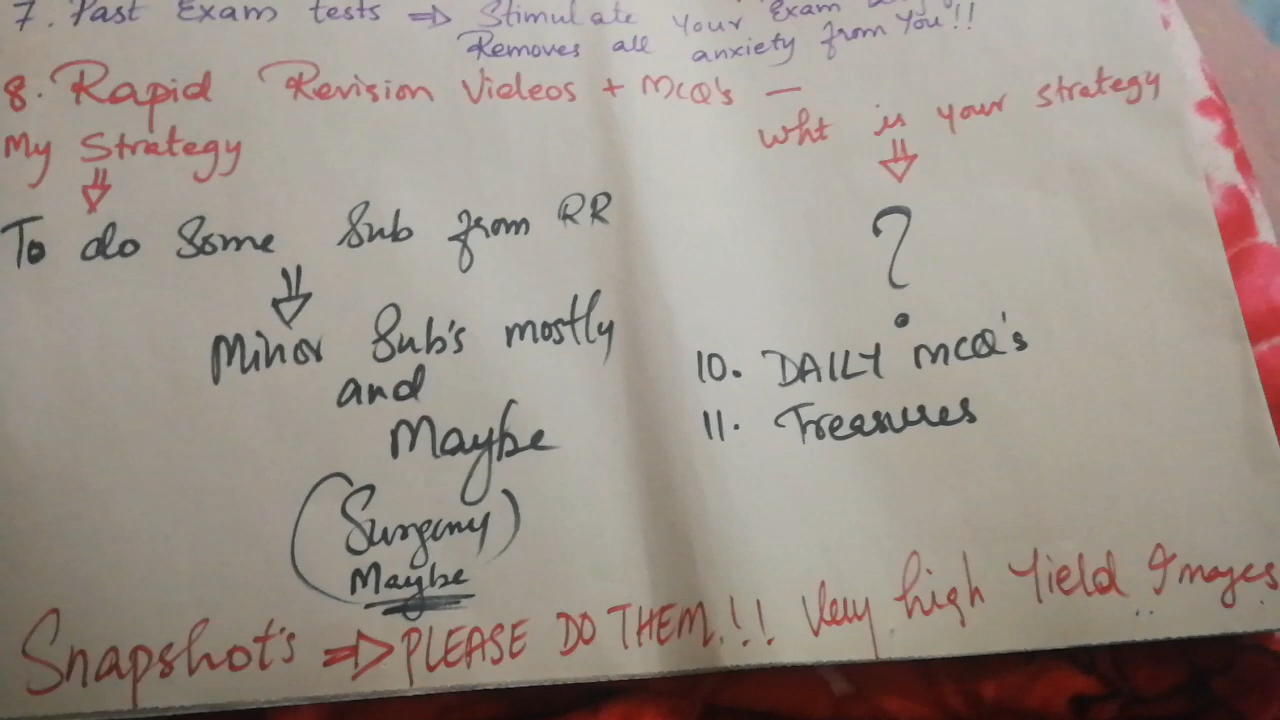 7. Past Exam tests ⇒ Stimulate your Exam
Removes all anxiety from you!!
8. Rapid Revision Videos + MCQ's —
My Strategy
⇓
To do Some Sub from RR
⇓
Minor Sub's mostly
and
Maybe
(Surgery)
Maybe
Wht is your strategy
⇓
?
10. DAILY MCQ's
11. Treasures
Snapshot's ⇒ PLEASE DO THEM!!! Very high Yield Images